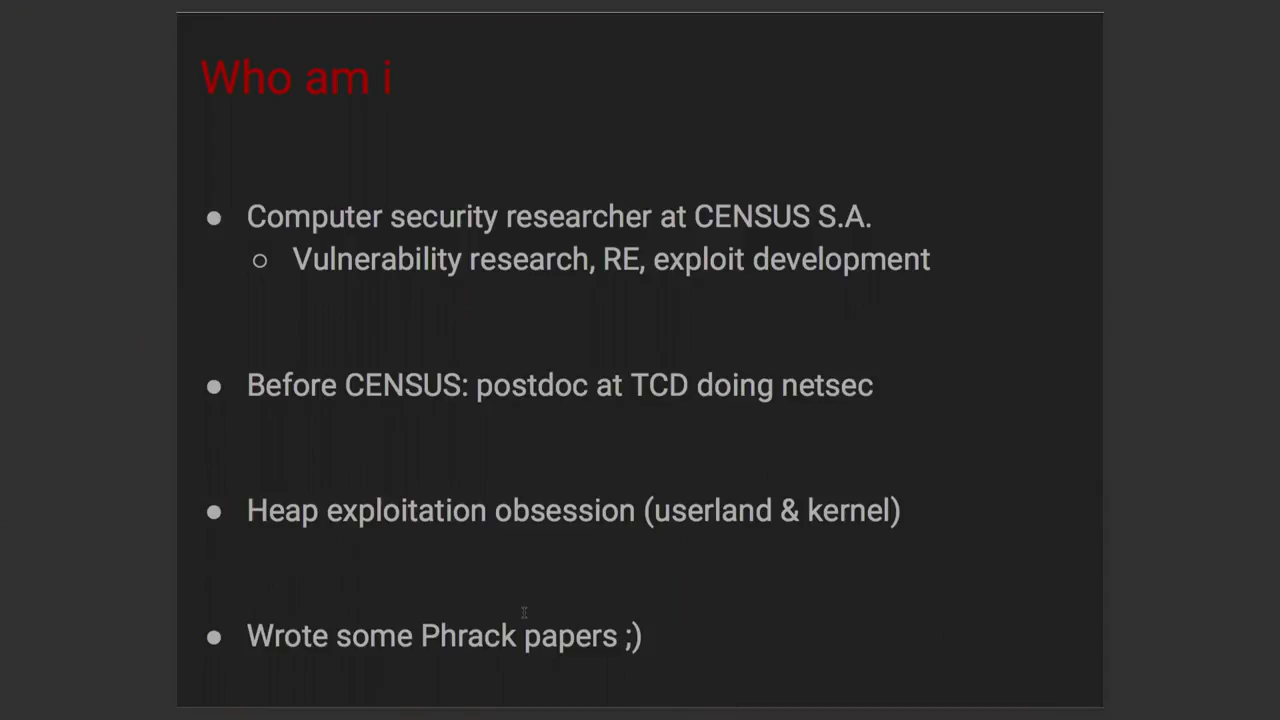 Who am i
● Computer security researcher at CENSUS S.A.
○ Vulnerability research, RE, exploit development
● Before CENSUS: postdoc at TCD doing netsec
● Heap exploitation obsession (userland & kernel)
● Wrote some Phrack papers ;)